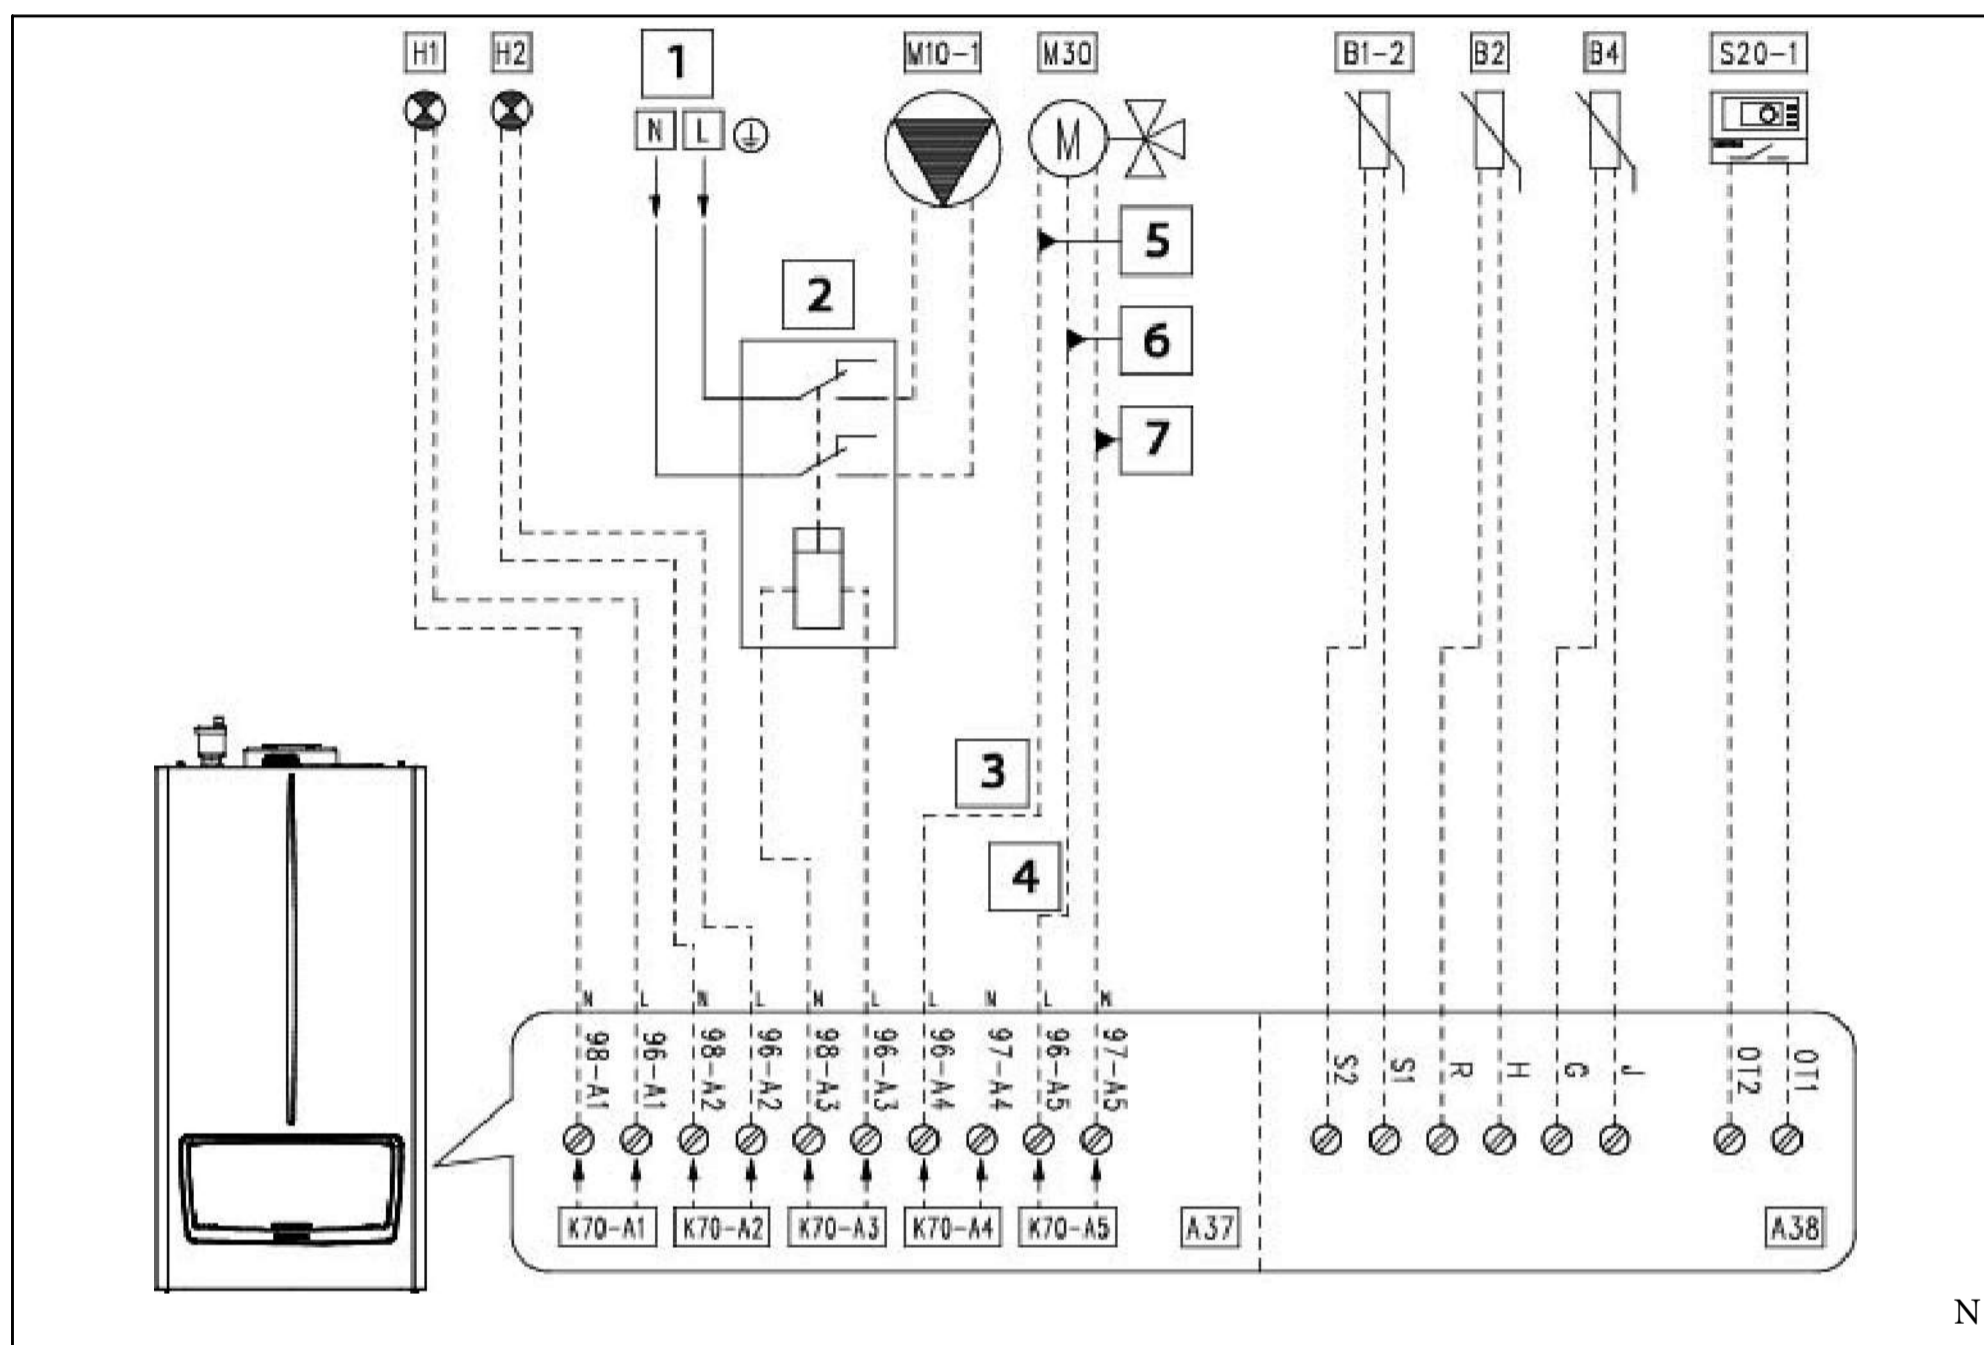 H1 H2 1 M10-1 M30 B1-2 B2 B4 S20-1
N L M
5
2
6
7
3
4
N L N L N L L N L N
98-A1 96-A1 98-A2 96-A2 98-A3 96-A3 96-A4 97-A4 96-A5 97-A5 S2 S1 R H G J OT2 OT1
K70-A1 K70-A2 K70-A3 K70-A4 K70-A5 A37 A38
N